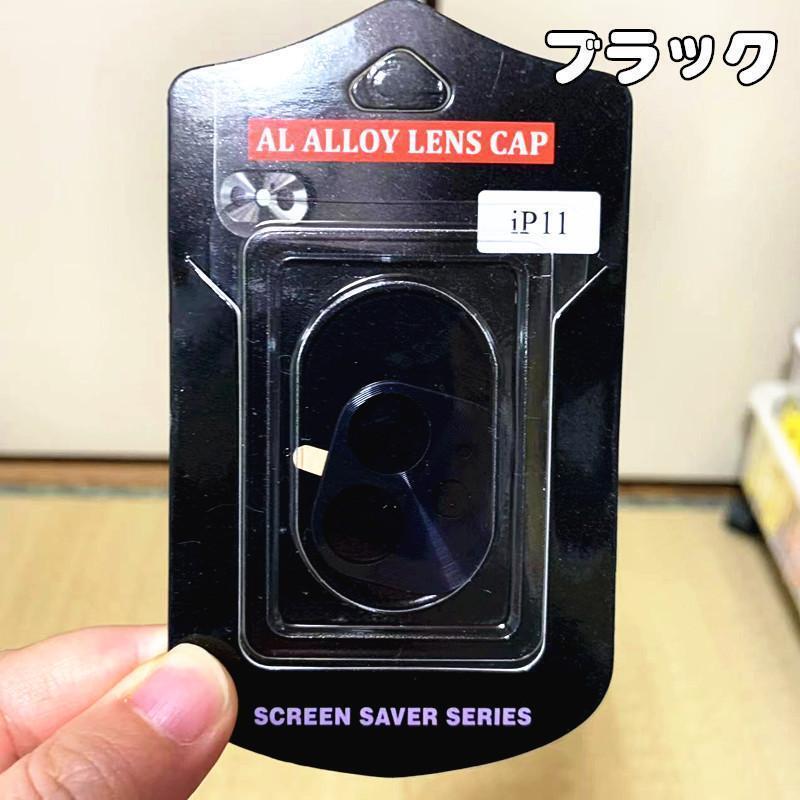 ブラック
AL ALLOY LENS CAP
iP11
SCREEN SAVER SERIES